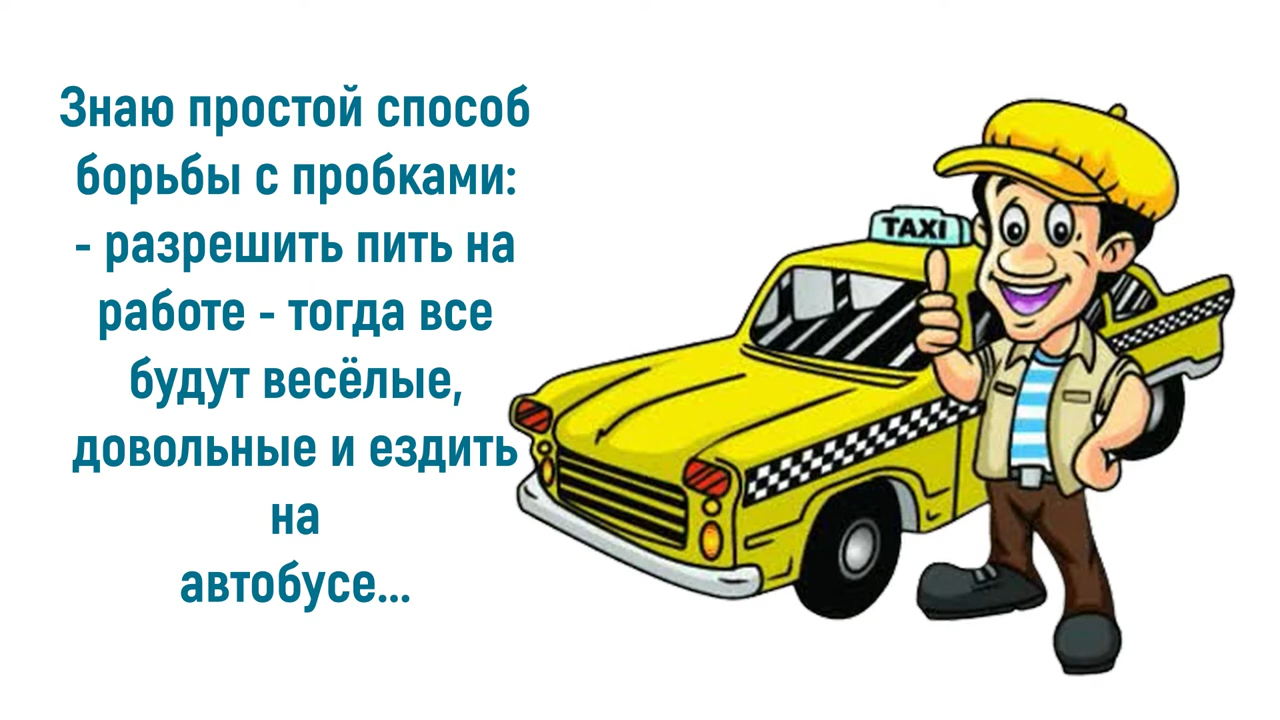 Знаю простой способ
борьбы с пробками:
- разрешить пить на
работе - тогда все
будут весёлые,
довольные и ездить
на
автобусе...
TAXI